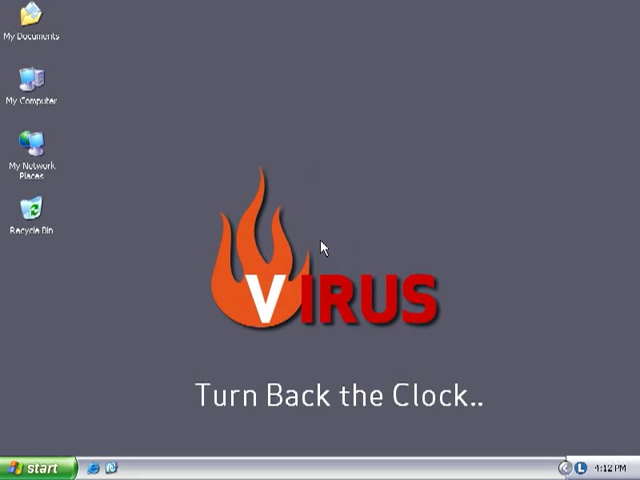 My Documents
My Computer
My Network
Places
Recycle Bin
VIRUS
Turn Back the Clock..
start
L
4:12 PM